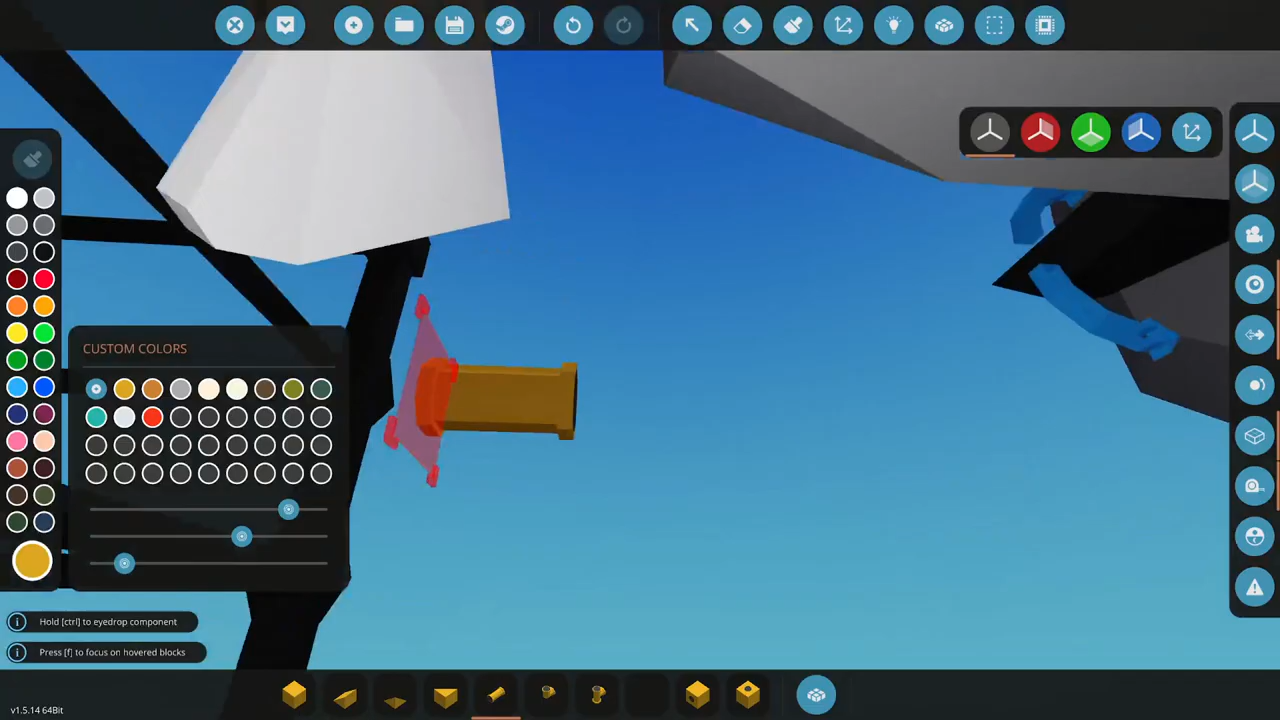 CUSTOM COLORS
Hold [ctrl] to eyedrop component
Press [f] to focus on hovered blocks
v1.5.14 64Bit